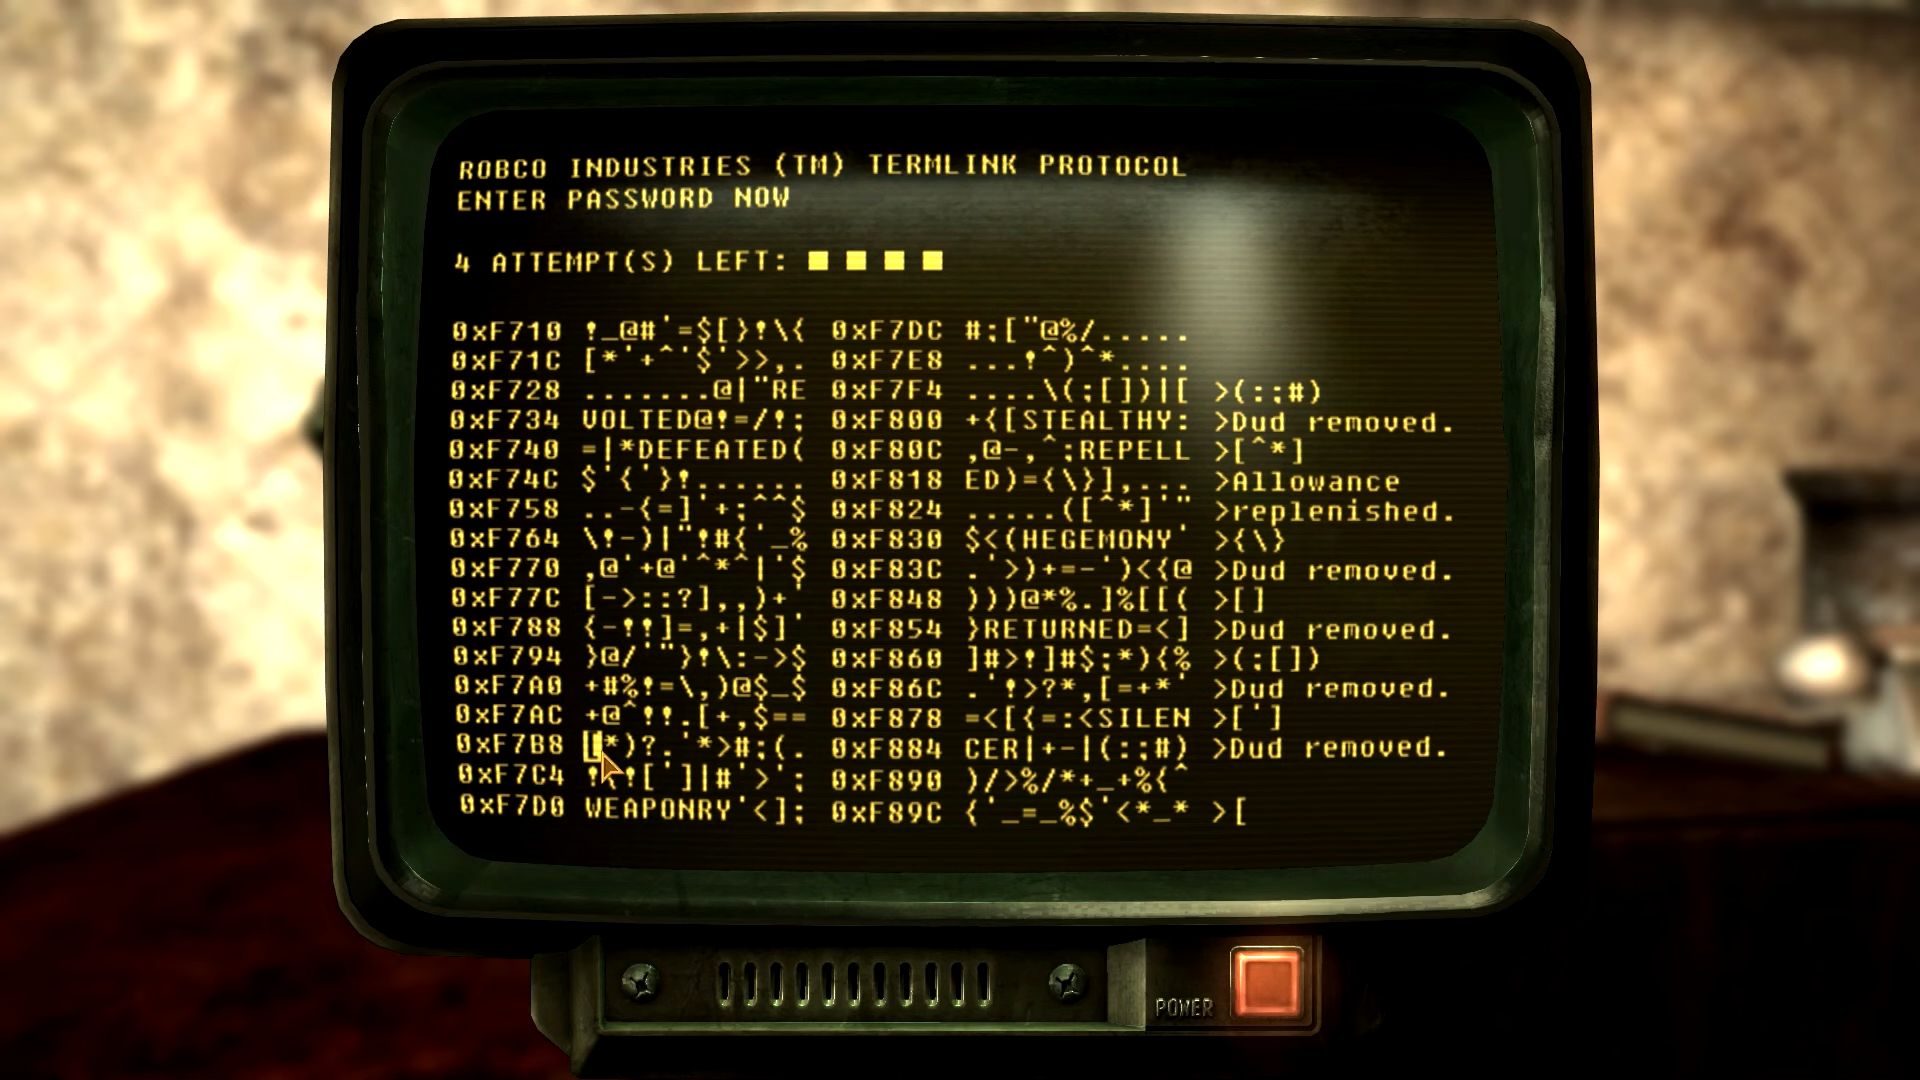 ROBCO INDUSTRIES (TM) TERMLINK PROTOCOL
ENTER PASSWORD NOW
4 ATTEMPT(S) LEFT: ■ ■ ■ ■
0xF710 !_@#'=$[}!\{ 0xF7DC #;["@%/.....
0xF71C [*'+^'$'>>,. 0xF7E8 ...!^)^*....
0xF728 .......@|"RE 0xF7F4 ....\(;[])|[ >(:;#)
0xF734 VOLTED@!=/!; 0xF800 +{[STEALTHY: >Dud removed.
0xF740 =|*DEFEATED( 0xF80C ,@-,^;REPELL >[^*]
0xF74C $'{'}!...... 0xF818 ED)={\}],... >Allowance
0xF758 ..-{=]'+;^^$ 0xF824 .....([^*]'" >replenished.
0xF764 \!-)|"!#{'_% 0xF830 $<(HEGEMONY' >{\}
0xF770 ,@'+@'^*^|'$ 0xF83C .'>)+=-')<{@ >Dud removed.
0xF77C [->::?],,)+' 0xF848 )))@*%.]%[[( >[]
0xF788 {-!!]=,+|$]' 0xF854 }RETURNED=<] >Dud removed.
0xF794 }@/'"}!\:->$ 0xF860 ]#>!]#$;*){% >(;[])
0xF7A0 +#%!=\,)@$_$ 0xF86C .'!>?*,[=+*' >Dud removed.
0xF7AC +@^!!.[+,$== 0xF878 =<[{=:<SILEN >[']
0xF7B8 [*)?.'*>#;(. 0xF884 CER|+-|(:;#) >Dud removed.
0xF7C4 ![']|#'>'; 0xF890 )/>%/*+_+%{^
0xF7D0 WEAPONRY'<]; 0xF89C {'_=_%$'<*_* >[
POWER